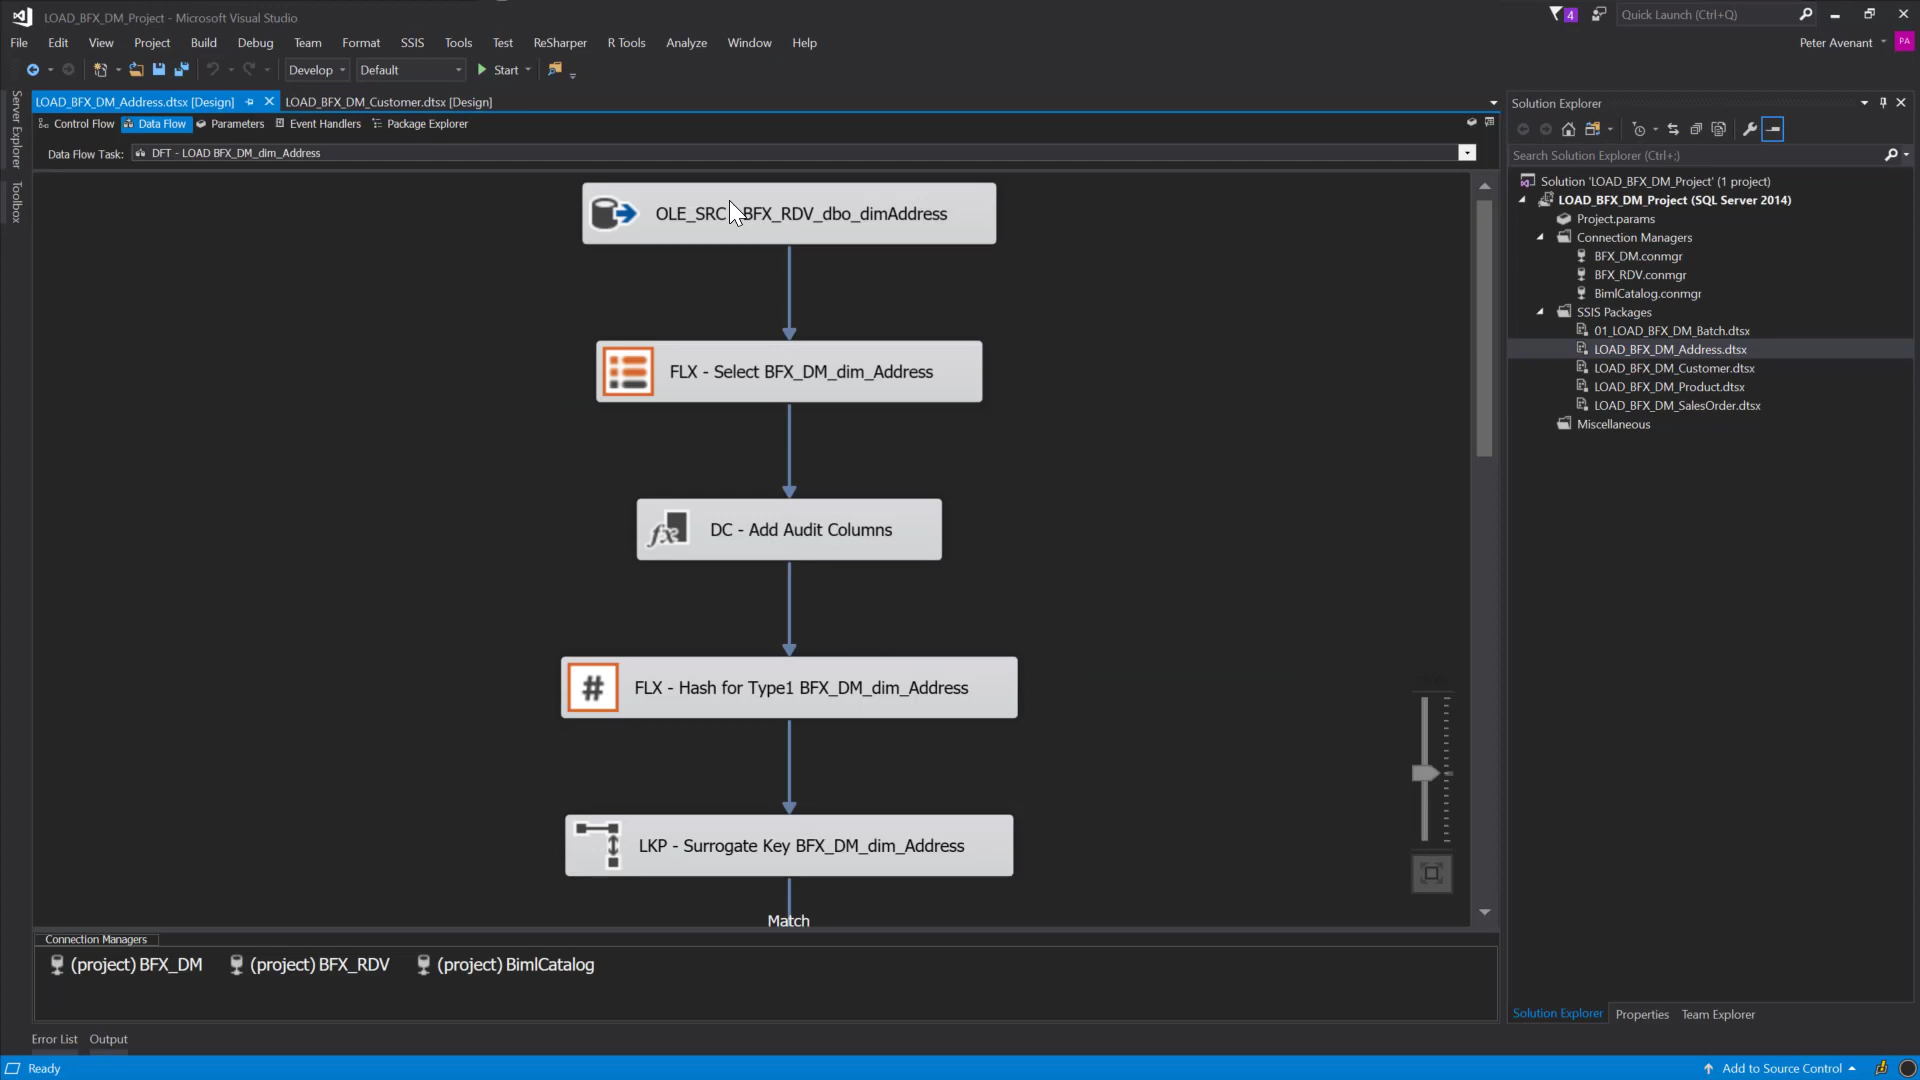 LOAD_BFX_DM_Project - Microsoft Visual Studio
4
Quick Launch (Ctrl+Q)
File Edit View Project Build Debug Team Format SSIS Tools Test ReSharper R Tools Analyze Window Help
Peter Avenant
PA
Develop Default Start
Server Explorer
Toolbox
LOAD_BFX_DM_Address.dtsx [Design] LOAD_BFX_DM_Customer.dtsx [Design]
Control Flow Data Flow Parameters Event Handlers Package Explorer
Data Flow Task: DFT - LOAD BFX_DM_dim_Address
OLE_SRC BFX_RDV_dbo_dimAddress
FLX - Select BFX_DM_dim_Address
fx
DC - Add Audit Columns
#
FLX - Hash for Type1 BFX_DM_dim_Address
LKP - Surrogate Key BFX_DM_dim_Address
Match
Connection Managers
(project) BFX_DM (project) BFX_RDV (project) BimlCatalog
Error List Output
Ready
Solution Explorer
Search Solution Explorer (Ctrl+;)
Solution 'LOAD_BFX_DM_Project' (1 project)
LOAD_BFX_DM_Project (SQL Server 2014)
Project.params
Connection Managers
BFX_DM.conmgr
BFX_RDV.conmgr
BimlCatalog.conmgr
SSIS Packages
01_LOAD_BFX_DM_Batch.dtsx
LOAD_BFX_DM_Address.dtsx
LOAD_BFX_DM_Customer.dtsx
LOAD_BFX_DM_Product.dtsx
LOAD_BFX_DM_SalesOrder.dtsx
Miscellaneous
Solution Explorer Properties Team Explorer
Add to Source Control